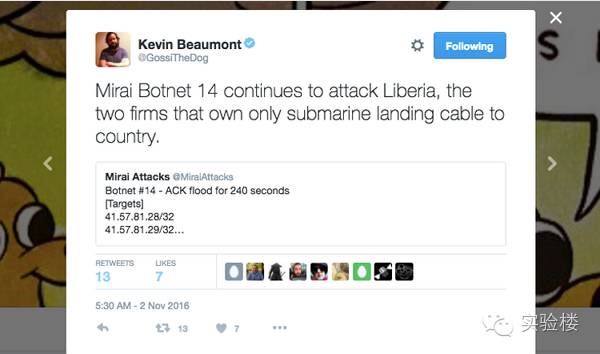 Kevin Beaumont
@GossiTheDog
Following
Mirai Botnet 14 continues to attack Liberia, the
two firms that own only submarine landing cable to
country.
Mirai Attacks @MiraiAttacks
Botnet #14 - ACK flood for 240 seconds
[Targets]
41.57.81.28/32
41.57.81.29/32...
RETWEETS LIKES
13 7
5:30 AM - 2 Nov 2016
13 7
实验楼